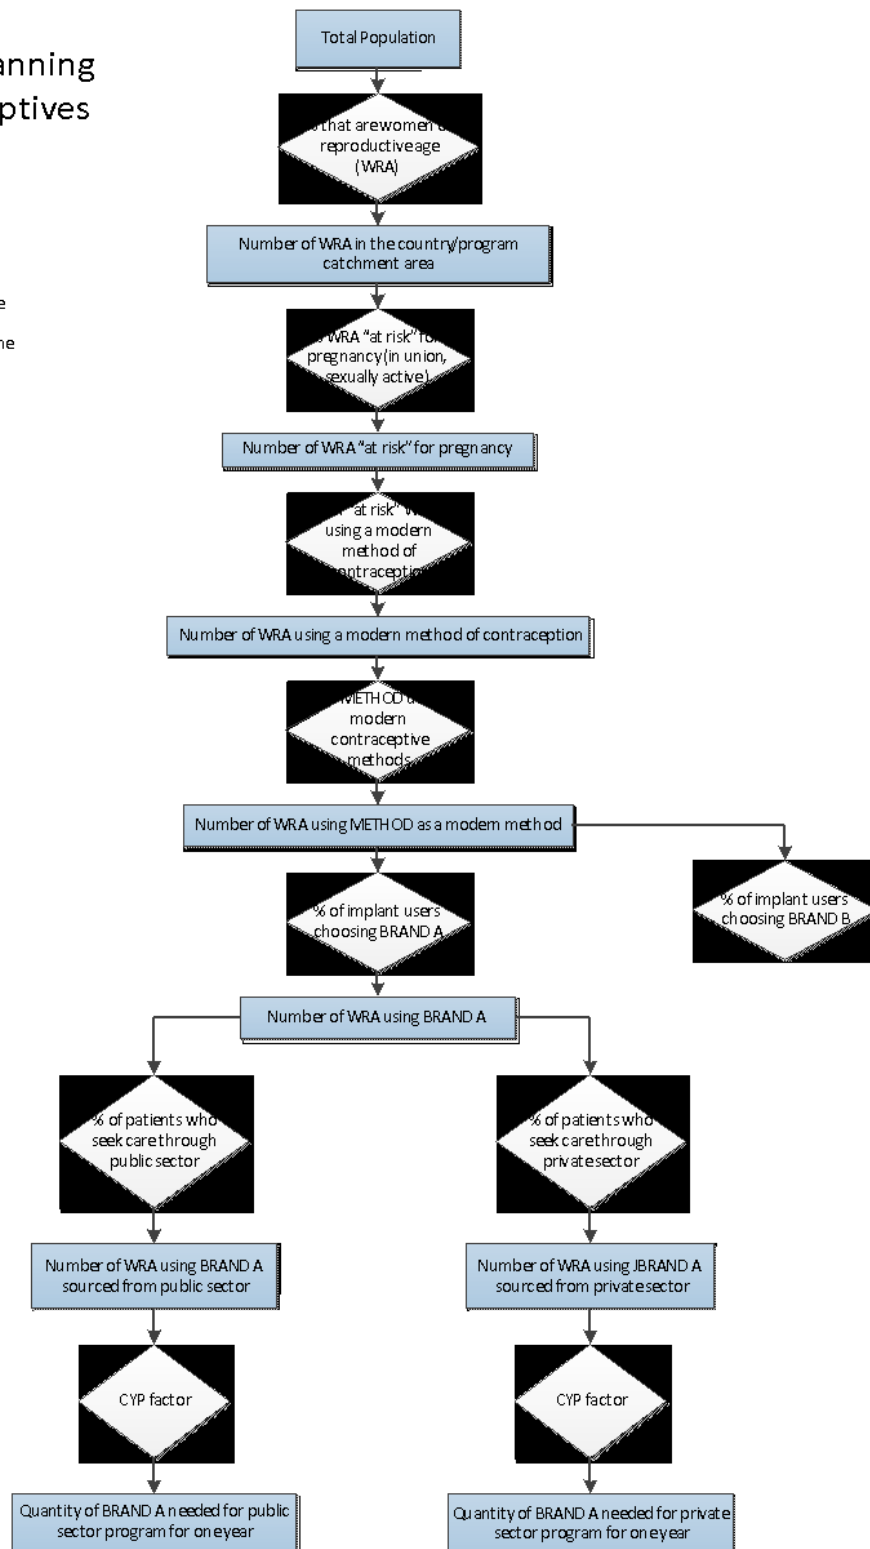 anning
ptives
Total Population
that are women
reproductive age
(WRA)
Number of WRA in the country/program
catchment area
e
ne
WRA "at risk" fo
pregnancy (in union,
sexually active)
Number of WRA "at risk" for pregnancy
"at risk"
using a modern
method of
ontraceptio
Number of WRA using a modern method of contraception
METHOD
modern
contraceptive
methods
Number of WRA using METHOD as a modern method
% of implant users
choosing BRAND A
% of implant users
choosing BRAND B
Number of WRA using BRAND A
% of patients who
seek care through
public sector
% of patients who
seek care through
private sector
Number of WRA using BRAND A
sourced from public sector
Number of WRA using JBRAND A
sourced from private sector
CYP factor
CYP factor
Quantity of BRAND A needed for public
sector program for one year
Quantity of BRAND A needed for private
sector program for one year